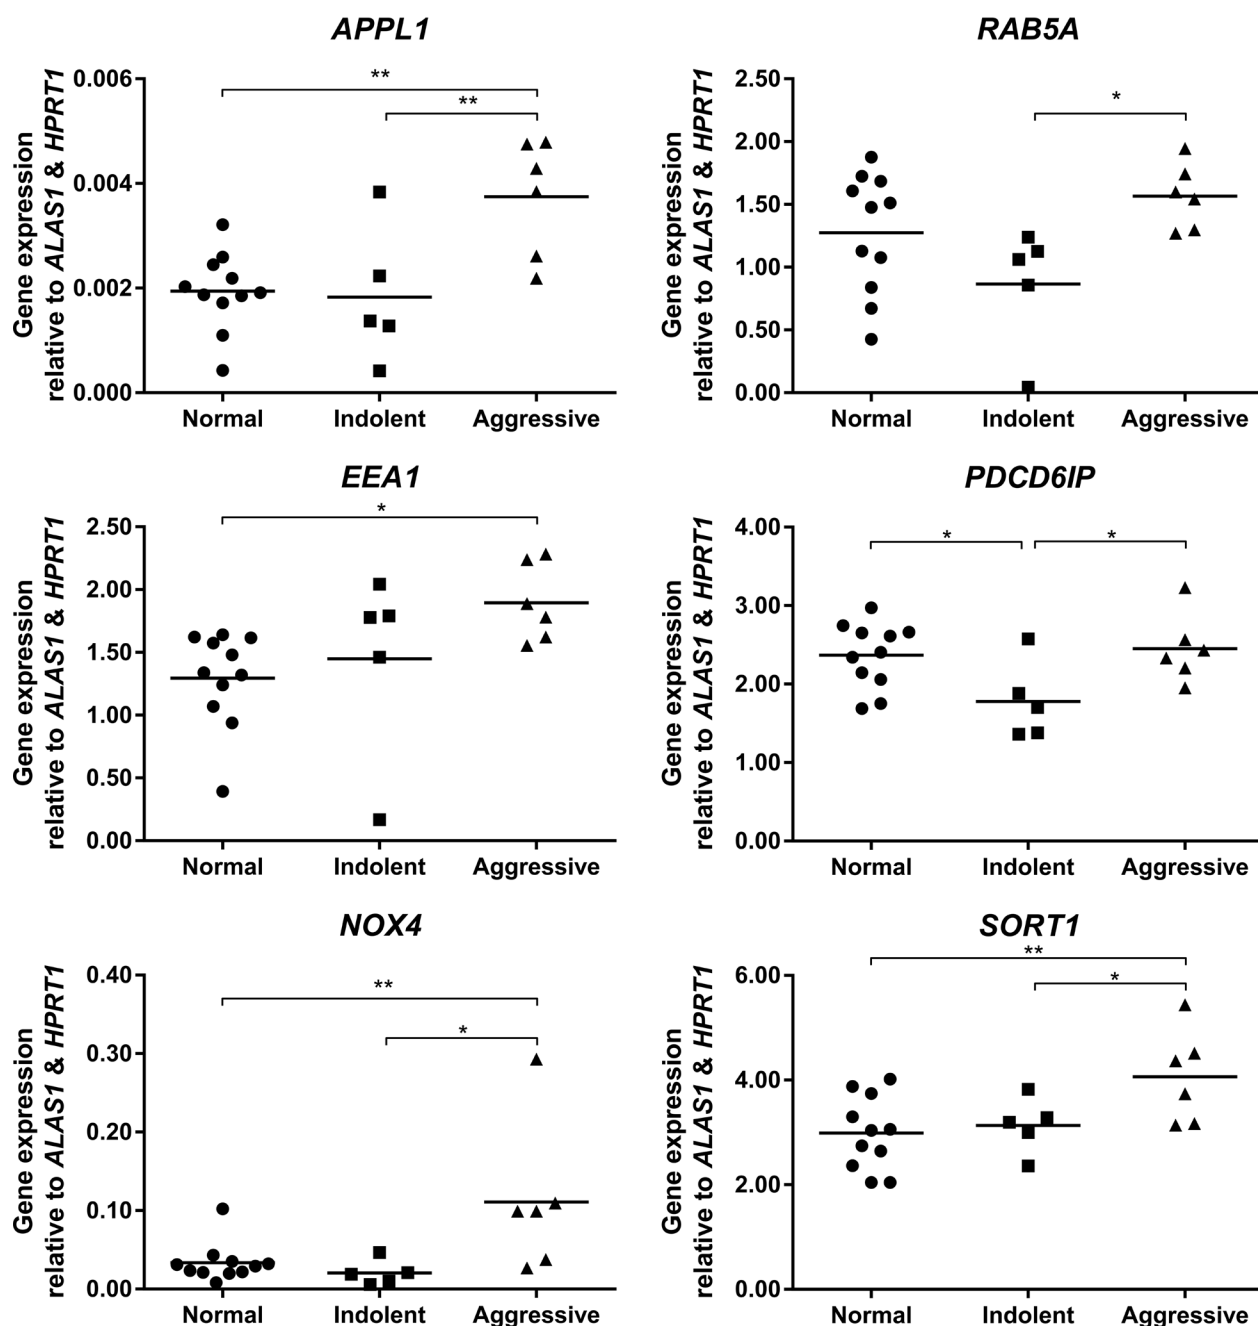 APPL1
Gene expression
relative to ALAS1 & HPRT1
0.006
0.004
0.002
0.000
**
**
Normal Indolent Aggressive
RAB5A
Gene expression
relative to ALAS1 & HPRT1
2.50
2.00
1.50
1.00
0.50
0.00
*
Normal Indolent Aggressive
EEA1
Gene expression
relative to ALAS1 & HPRT1
2.50
2.00
1.50
1.00
0.50
0.00
*
Normal Indolent Aggressive
PDCD6IP
Gene expression
relative to ALAS1 & HPRT1
4.00
3.00
2.00
1.00
0.00
* *
Normal Indolent Aggressive
NOX4
Gene expression
relative to ALAS1 & HPRT1
0.40
0.30
0.20
0.10
0.00
**
*
Normal Indolent Aggressive
SORT1
Gene expression
relative to ALAS1 & HPRT1
6.00
4.00
2.00
0.00
**
*
Normal Indolent Aggressive